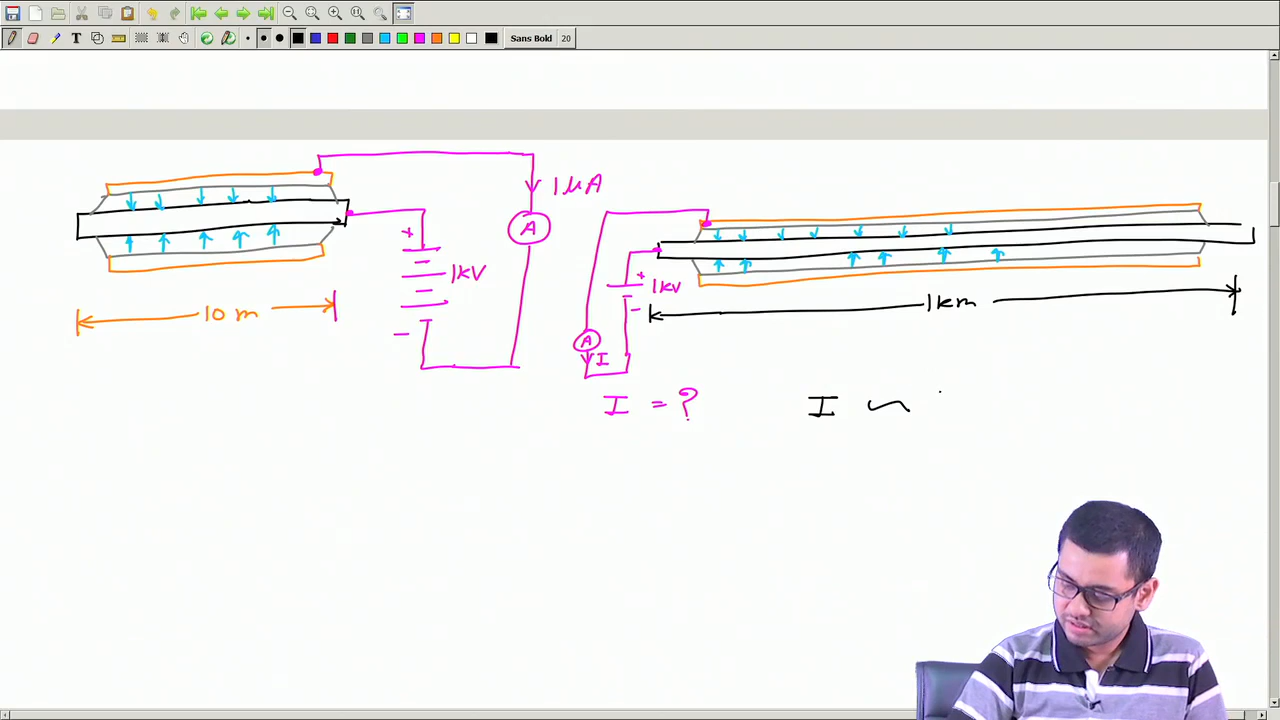 Sans Bold 20
1μA
A
+
1kV
-
10 m
+
1kV
-
A
I
1km
I = ?
I ∽